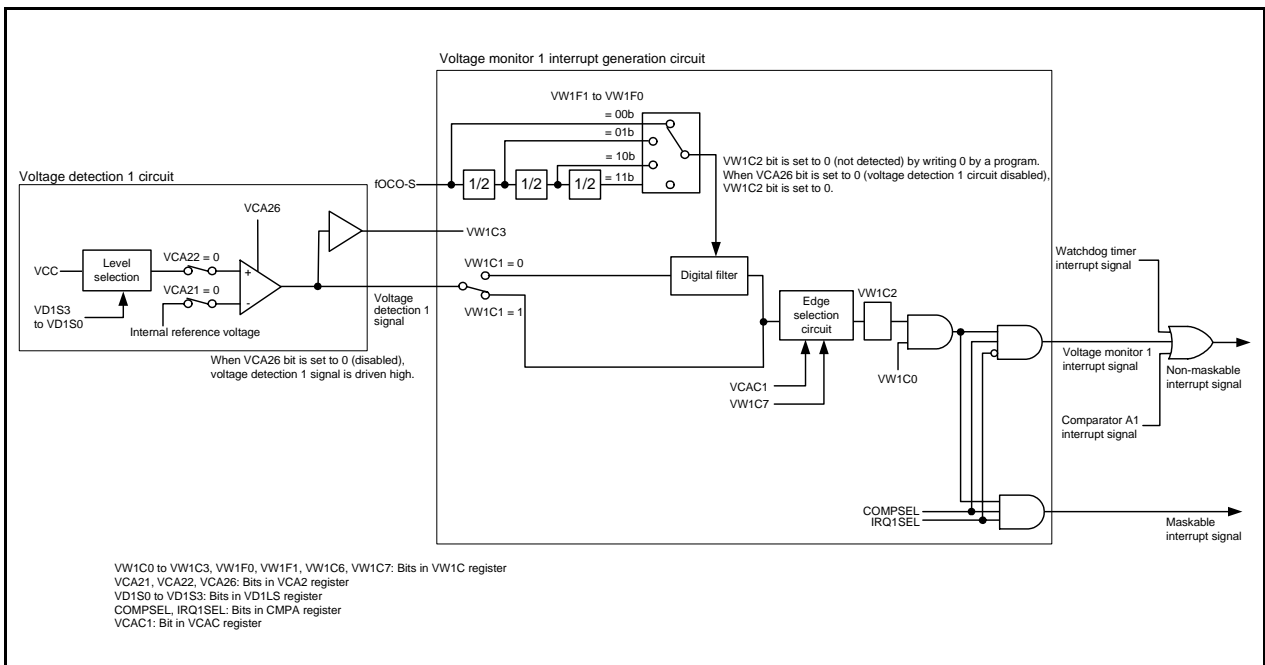 Voltage monitor 1 interrupt generation circuit
VW1F1 to VW1F0
= 00b
= 01b
= 10b
= 11b
fOCO-S
1/2
1/2
1/2
VW1C2 bit is set to 0 (not detected) by writing 0 by a program.
When VCA26 bit is set to 0 (voltage detection 1 circuit disabled),
VW1C2 bit is set to 0.
Voltage detection 1 circuit
VCA26
VCC
Level
selection
VCA22 = 0
+
VCA21 = 0
-
VD1S3
to VD1S0
Internal reference voltage
When VCA26 bit is set to 0 (disabled),
voltage detection 1 signal is driven high.
VW1C3
VW1C1 = 0
Voltage
detection 1
signal
VW1C1 = 1
Digital filter
Edge
selection
circuit
VW1C2
VCAC1
VW1C7
VW1C0
Watchdog timer
interrupt signal
Voltage monitor 1
interrupt signal
Non-maskable
interrupt signal
Comparator A1
interrupt signal
COMPSEL
IRQ1SEL
Maskable
interrupt signal
VW1C0 to VW1C3, VW1F0, VW1F1, VW1C6, VW1C7: Bits in VW1C register
VCA21, VCA22, VCA26: Bits in VCA2 register
VD1S0 to VD1S3: Bits in VD1LS register
COMPSEL, IRQ1SEL: Bits in CMPA register
VCAC1: Bit in VCAC register